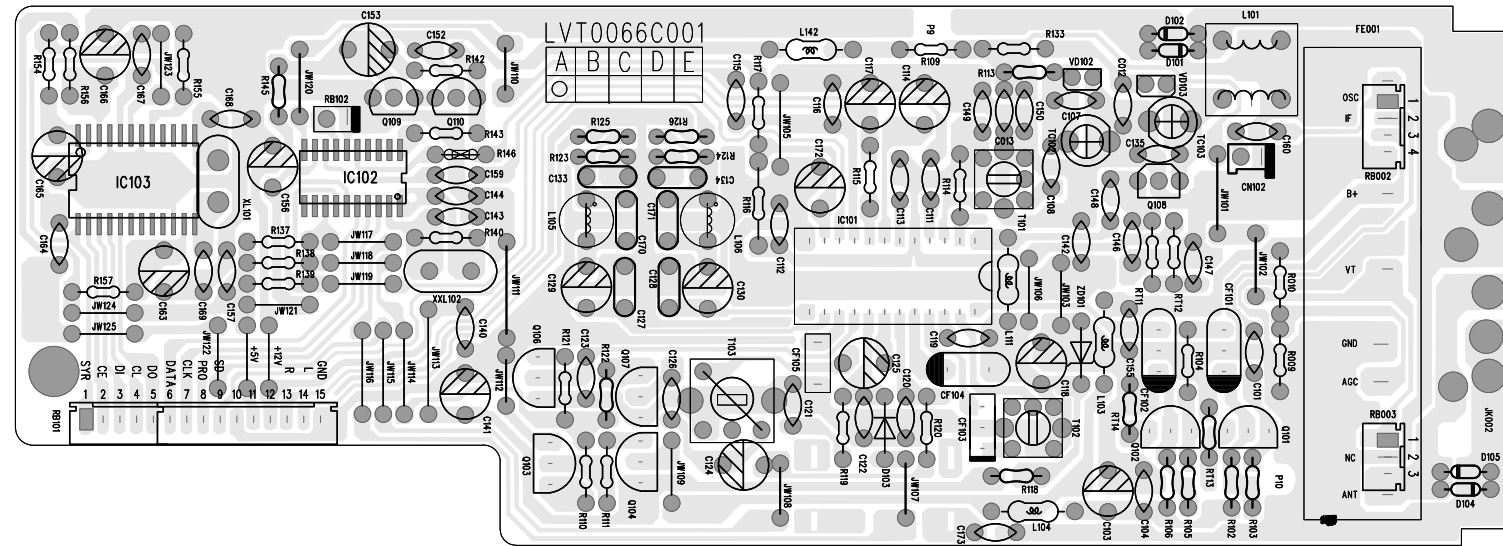 LVT0066C001
A B C D E
C153
C152
R142
JW110
R154
R156
C166
C167
JW123
R155
C168
R145
JW120
RB102
Q109
Q110
R143
R146
C159
C144
C143
R140
C165
IC103
XL101
C156
IC102
C164
R157
JW124
JW125
C163
C169
C157
R137
R138
R139
JW121
JW117
JW118
JW119
XXL102
JW111
C140
JW122
+5V
+12V
JW116
JW115
JW114
JW113
JW112
C141
SYR CE DI CL DO DATA CLK PRO SD R L GND
1 2 3 4 5 6 7 8 9 10 11 12 13 14 15
RB101
R125
R126
R123
R124
C133
C134
L105
C170
C171
L106
C129
C127
C128
C130
Q106
R121
C123
R122
Q107
C126
T103
Q103
R110
R111
Q104
JW109
C124
JW108
L142
P9
R109
R133
C115
R117
JW105
C116
C117
C114
R113
C149
C150
C172
R115
R116
C112
C113
C111
R114
C013
T101
C108
IC101
L111
JW106
JW103
CF105
C121
C125
C120
C119
CF104
C118
R119
C122
D103
R120
JW107
CF103
T102
R118
L104
C173
D102
D101
VD102
C107
TC102
C012
VD103
TC103
C135
Q108
L101
C160
CN102
JW101
C148
C142
C146
C147
JW102
R010
ZD101
L103
RT11
C155
RT12
CF101
R104
CF102
C101
R009
RT14
Q102
Q101
RT13
C103
C104
R106
R105
R102
R103
P10
FE001
OSC
IF
1
2
3
4
RB002
B+
VT
GND
AGC
RB003
1
2
3
NC
ANT
JK002
D105
D104